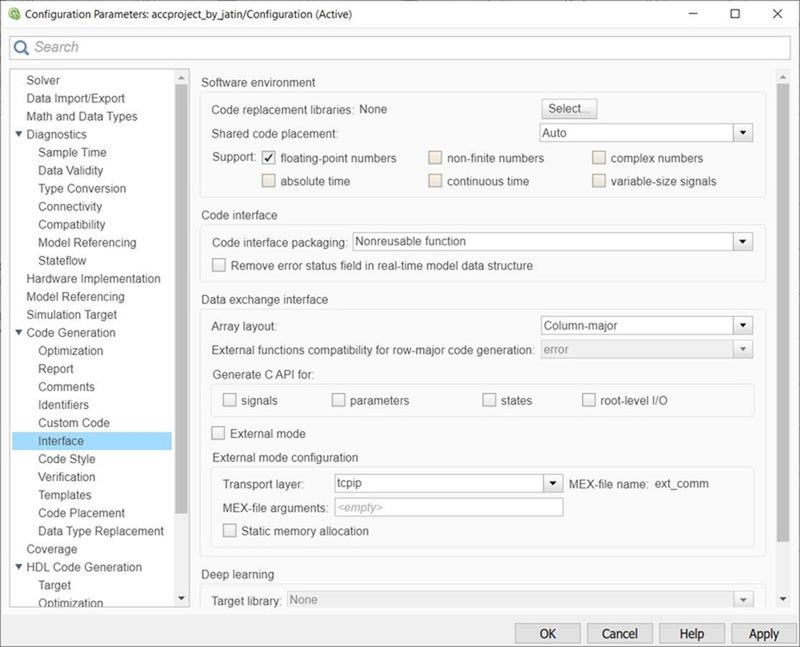 Configuration Parameters: accproject_by_jatin/Configuration (Active)
Search
Solver
Data Import/Export
Math and Data Types
Diagnostics
Sample Time
Data Validity
Type Conversion
Connectivity
Compatibility
Model Referencing
Stateflow
Hardware Implementation
Model Referencing
Simulation Target
Code Generation
Optimization
Report
Comments
Identifiers
Custom Code
Interface
Code Style
Verification
Templates
Code Placement
Data Type Replacement
Coverage
HDL Code Generation
Target
Optimization
Software environment
Code replacement libraries: None Select...
Shared code placement: Auto
Support: floating-point numbers non-finite numbers complex numbers
absolute time continuous time variable-size signals
Code interface
Code interface packaging: Nonreusable function
Remove error status field in real-time model data structure
Data exchange interface
Array layout: Column-major
External functions compatibility for row-major code generation: error
Generate C API for:
signals parameters states root-level I/O
External mode
External mode configuration
Transport layer: tcpip MEX-file name: ext_comm
MEX-file arguments: <empty>
Static memory allocation
Deep learning
Target library: None
OK Cancel Help Apply